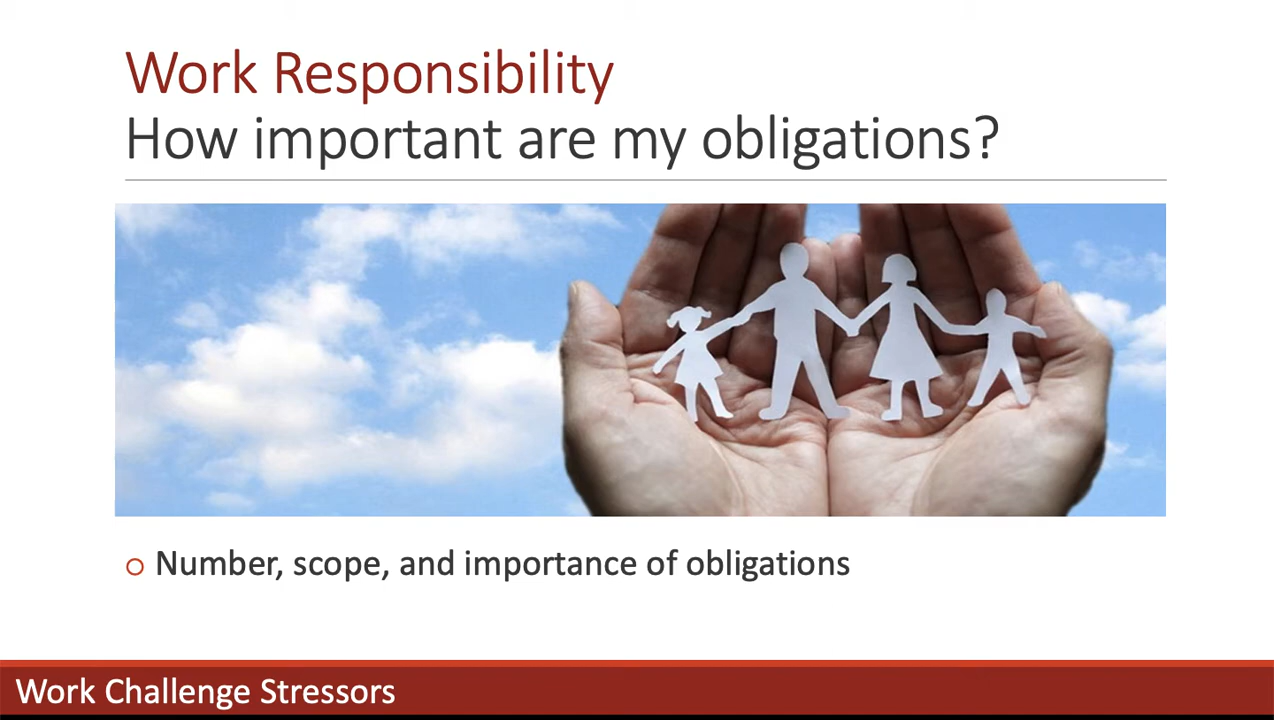 Work Responsibility
How important are my obligations?
Number, scope, and importance of obligations
Work Challenge Stressors